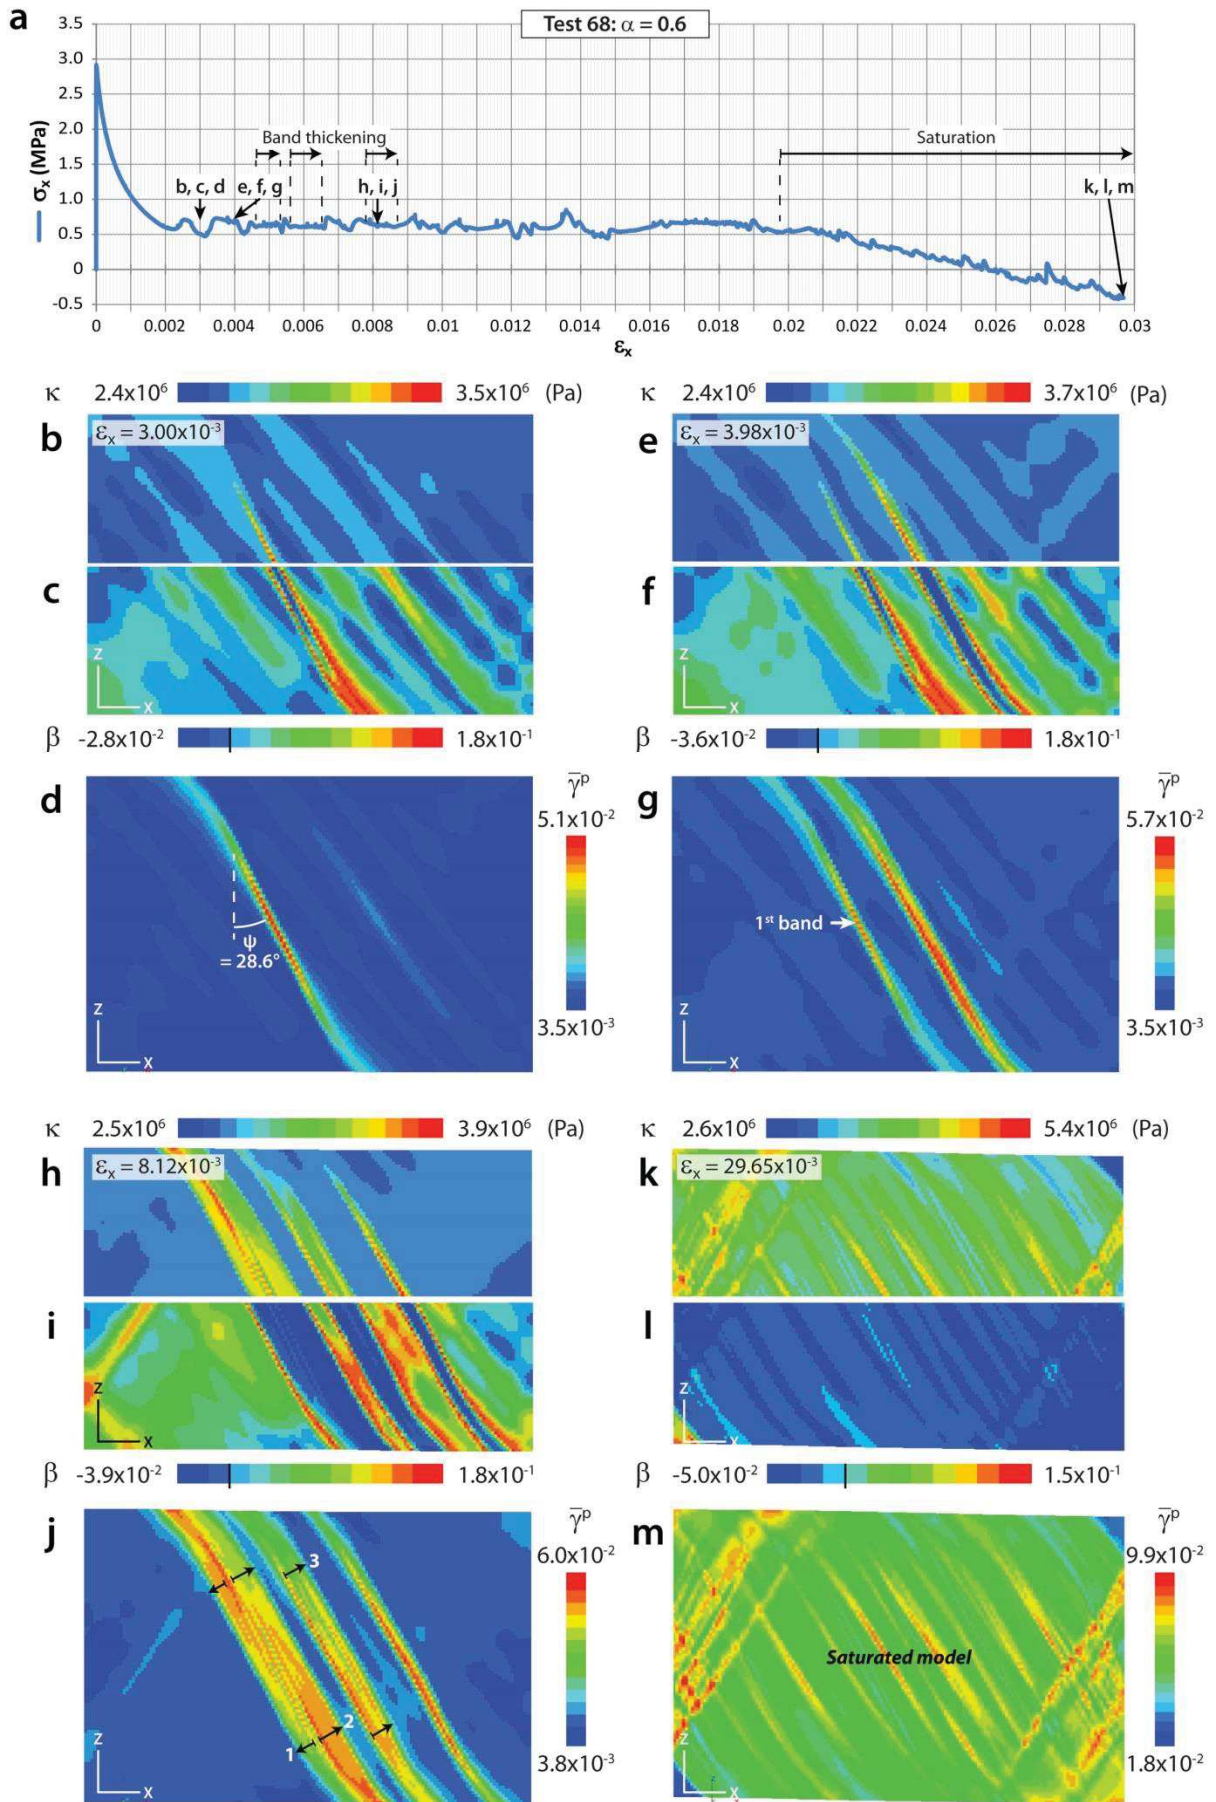 a
Test 68: α = 0.6
σx (MPa)
3.5
3.0
2.5
2.0
1.5
1.0
0.5
0
-0.5
Band thickening
Saturation
b, c, d
e, f, g
h, i, j
k, l, m
0 0.002 0.004 0.006 0.008 0.01 0.012 0.014 0.016 0.018 0.02 0.022 0.024 0.026 0.028 0.03
εx
κ 2.4x10⁶ 3.5x10⁶ (Pa)
b
εx = 3.00x10⁻³
c
Z
X
β -2.8x10⁻² 1.8x10⁻¹
d
ψ
= 28.6°
Z
X
γ̅ᵖ
5.1x10⁻²
3.5x10⁻³
κ 2.4x10⁶ 3.7x10⁶ (Pa)
e
εx = 3.98x10⁻³
f
Z
X
β -3.6x10⁻² 1.8x10⁻¹
g
1st band
Z
X
γ̅ᵖ
5.7x10⁻²
3.5x10⁻³
κ 2.5x10⁶ 3.9x10⁶ (Pa)
h
εx = 8.12x10⁻³
i
Z
X
β -3.9x10⁻² 1.8x10⁻¹
j
3
2
1
Z
X
γ̅ᵖ
6.0x10⁻²
3.8x10⁻³
κ 2.6x10⁶ 5.4x10⁶ (Pa)
k
εx = 29.65x10⁻³
l
Z
X
β -5.0x10⁻² 1.5x10⁻¹
m
Saturated model
Z
X
γ̅ᵖ
9.9x10⁻²
1.8x10⁻²